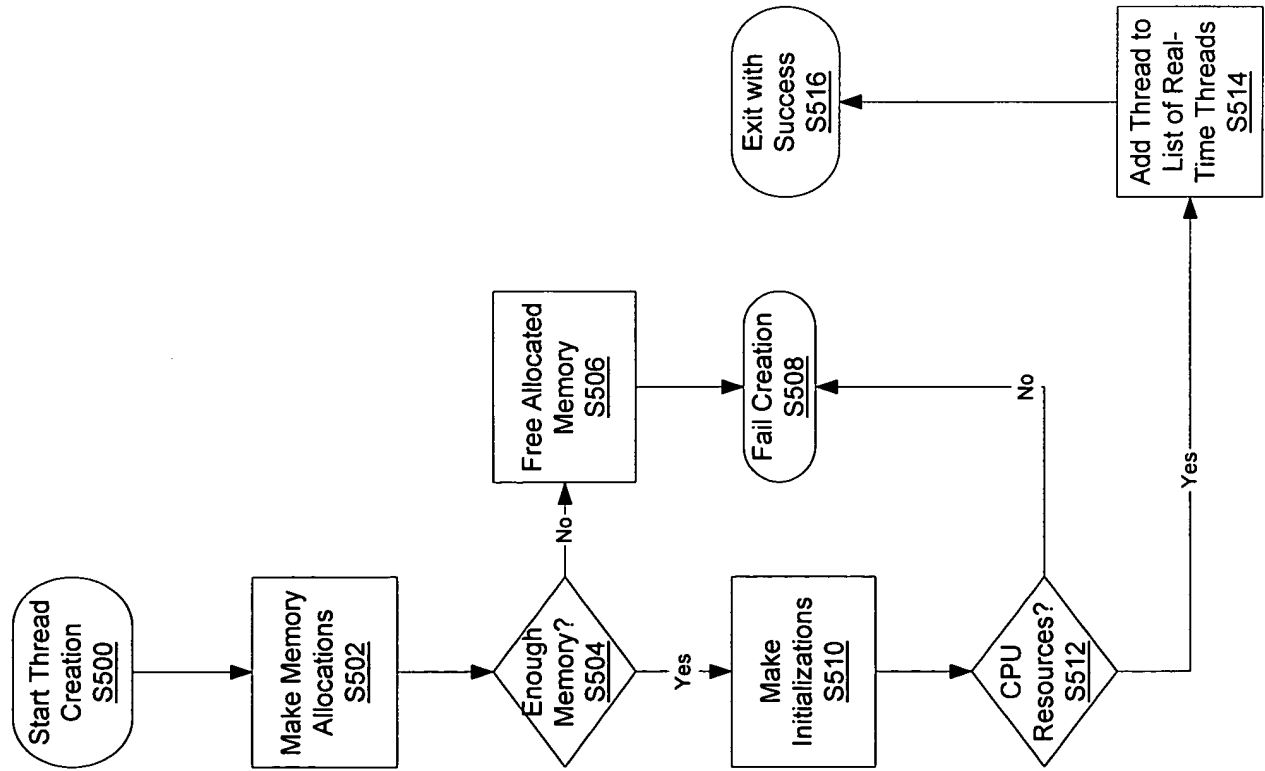 Start Thread
Creation
S500
Make Memory
Allocations
S502
Enough
Memory?
S504
No
Free Allocated
Memory
S506
Fail Creation
S508
Yes
Make
Initializations
S510
CPU
Resources?
S512
No
Yes
Add Thread to
List of Real-
Time Threads
S514
Exit with
Success
S516